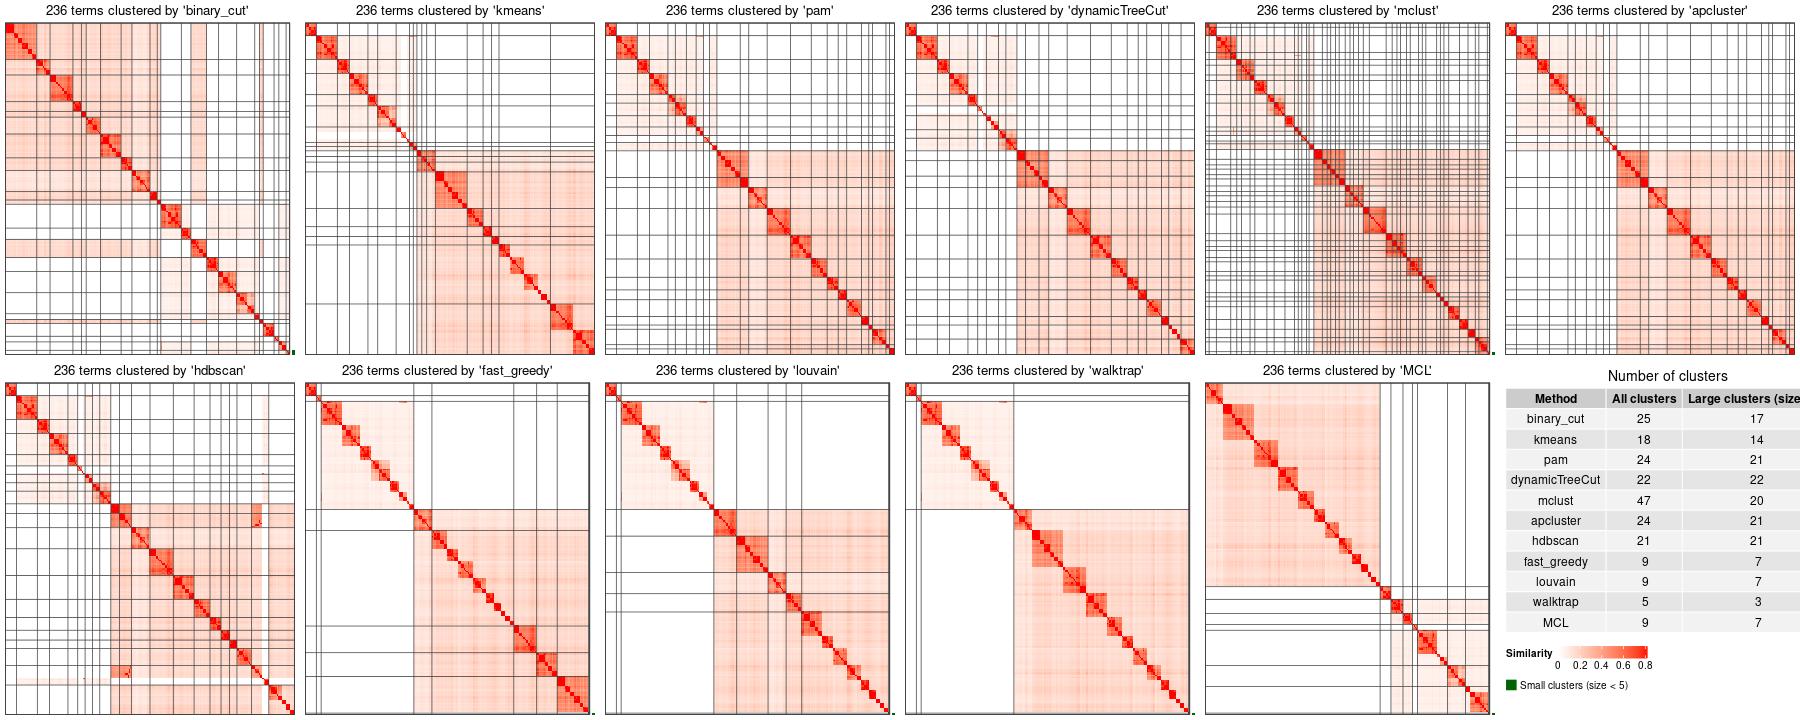 236 terms clustered by 'binary_cut'
236 terms clustered by 'kmeans'
236 terms clustered by 'pam'
236 terms clustered by 'dynamicTreeCut'
236 terms clustered by 'mclust'
236 terms clustered by 'apcluster'
236 terms clustered by 'hdbscan'
236 terms clustered by 'fast_greedy'
236 terms clustered by 'louvain'
236 terms clustered by 'walktrap'
236 terms clustered by 'MCL'
Number of clusters
Method All clusters Large clusters (size
binary_cut 25 17
kmeans 18 14
pam 24 21
dynamicTreeCut 22 22
mclust 47 20
apcluster 24 21
hdbscan 21 21
fast_greedy 9 7
louvain 9 7
walktrap 5 3
MCL 9 7
Similarity
0 0.2 0.4 0.6 0.8
Small clusters (size < 5)